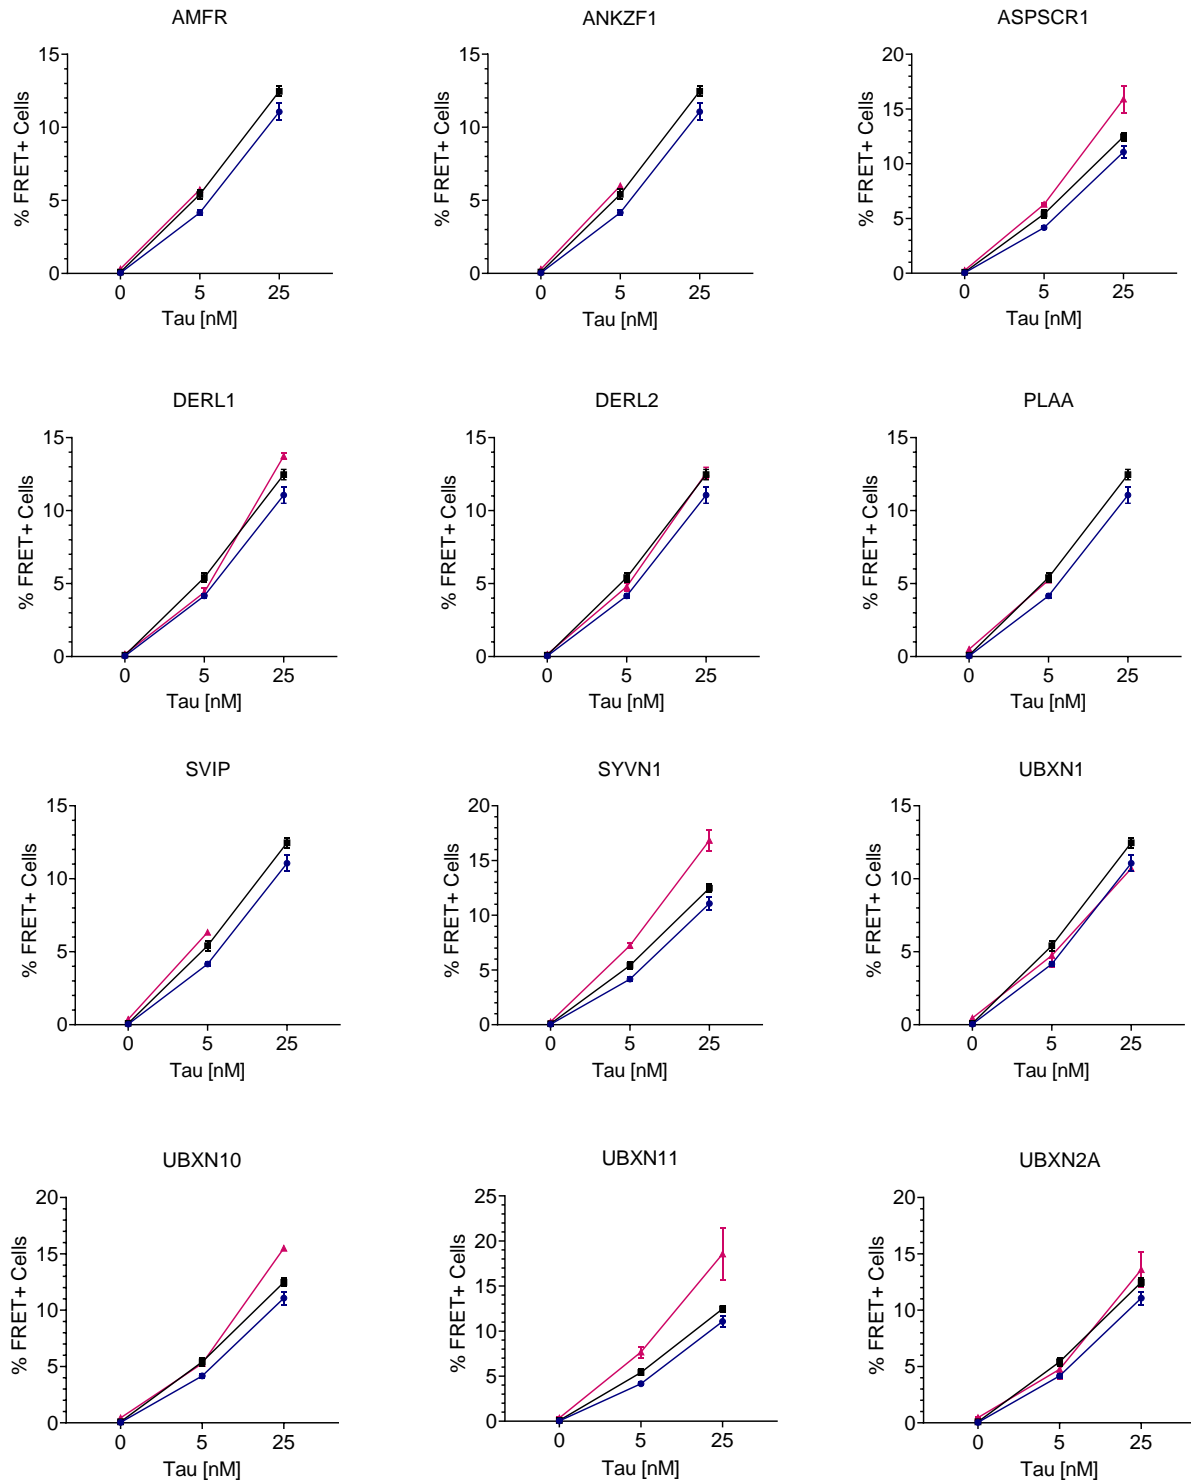 AMFR
15
10
5
0
% FRET+ Cells
0 5 25
Tau [nM]
ANKZF1
15
10
5
0
% FRET+ Cells
0 5 25
Tau [nM]
ASPSCR1
20
15
10
5
0
% FRET+ Cells
0 5 25
Tau [nM]
DERL1
15
10
5
0
% FRET+ Cells
0 5 25
Tau [nM]
DERL2
15
10
5
0
% FRET+ Cells
0 5 25
Tau [nM]
PLAA
15
10
5
0
% FRET+ Cells
0 5 25
Tau [nM]
SVIP
15
10
5
0
% FRET+ Cells
0 5 25
Tau [nM]
SYVN1
20
15
10
5
0
% FRET+ Cells
0 5 25
Tau [nM]
UBXN1
15
10
5
0
% FRET+ Cells
0 5 25
Tau [nM]
UBXN10
20
15
10
5
0
% FRET+ Cells
0 5 25
Tau [nM]
UBXN11
25
20
15
10
5
0
% FRET+ Cells
0 5 25
Tau [nM]
UBXN2A
20
15
10
5
0
% FRET+ Cells
0 5 25
Tau [nM]